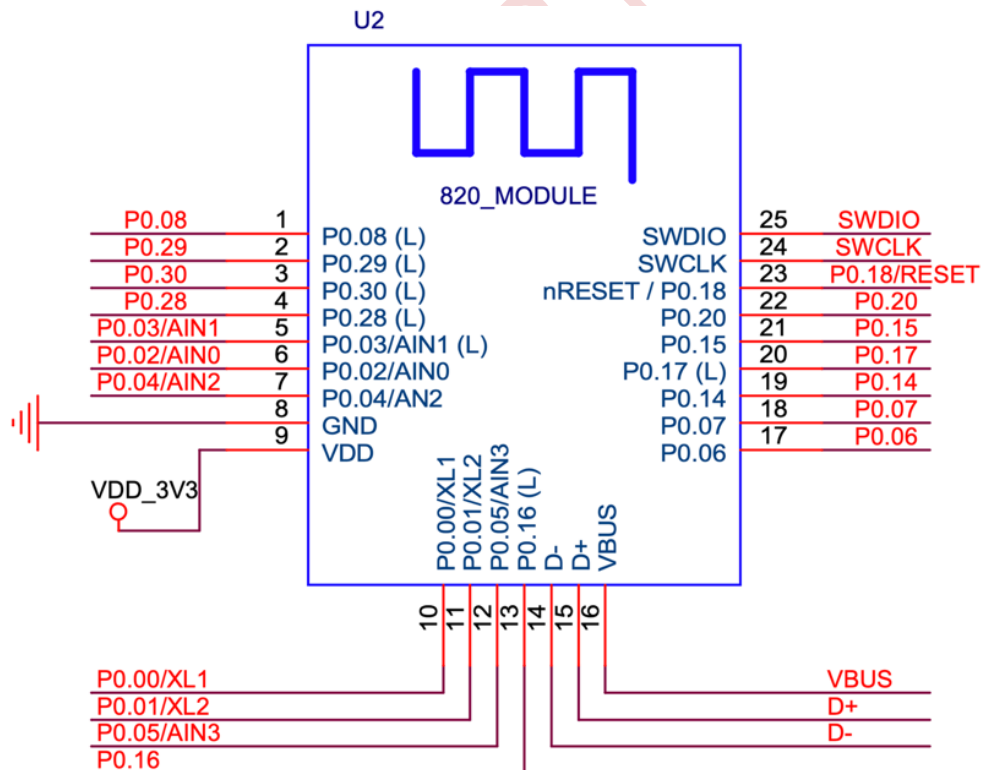 U2
820_MODULE
P0.08 1 P0.08 (L)
P0.29 2 P0.29 (L)
P0.30 3 P0.30 (L)
P0.28 4 P0.28 (L)
P0.03/AIN1 5 P0.03/AIN1 (L)
P0.02/AIN0 6 P0.02/AIN0
P0.04/AIN2 7 P0.04/AN2
8 GND
9 VDD
VDD_3V3
SWDIO 25 SWDIO
SWCLK 24 SWCLK
nRESET / P0.18 23 P0.18/RESET
P0.20 22 P0.20
P0.15 21 P0.15
P0.17 (L) 20 P0.17
P0.14 19 P0.14
P0.07 18 P0.07
P0.06 17 P0.06
P0.00/XL1 10
P0.01/XL2 11
P0.05/AIN3 12
P0.16 (L) 13
D- 14
D+ 15
VBUS 16
P0.00/XL1
P0.01/XL2
P0.05/AIN3
P0.16
VBUS
D+
D-